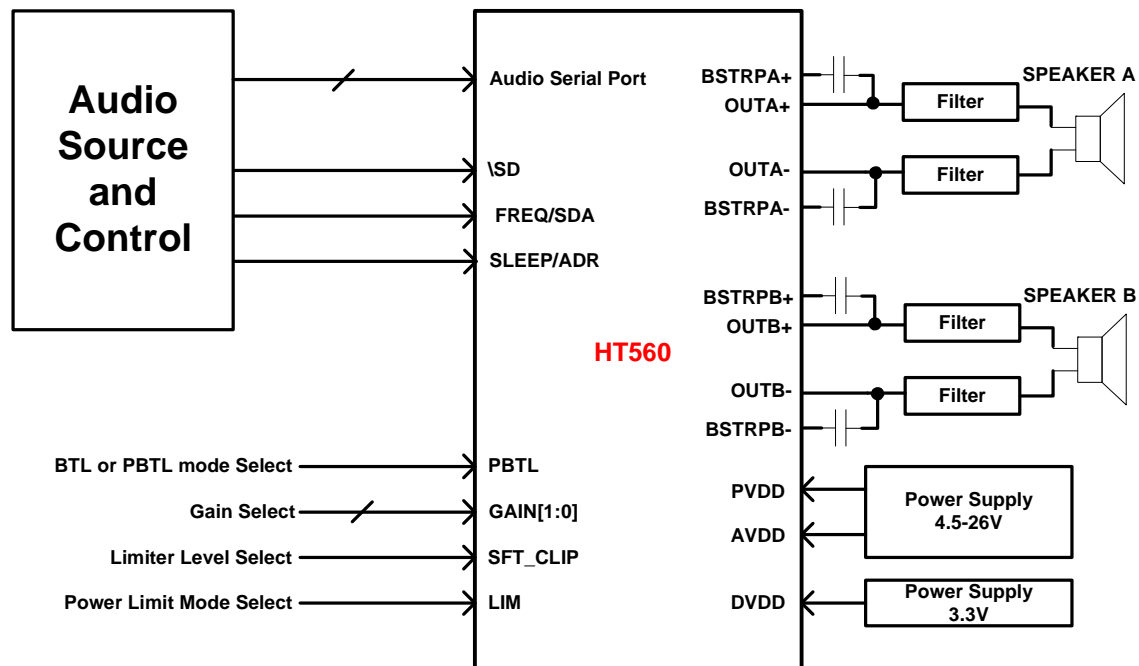 Audio
Source
and
Control
Audio Serial Port
\SD
FREQ/SDA
SLEEP/ADR
HT560
BTL or PBTL mode Select
PBTL
Gain Select
GAIN[1:0]
Limiter Level Select
SFT_CLIP
Power Limit Mode Select
LIM
BSTRPA+
OUTA+
OUTA-
BSTRPA-
Filter
Filter
SPEAKER A
BSTRPB+
OUTB+
OUTB-
BSTRPB-
Filter
Filter
SPEAKER B
PVDD
AVDD
Power Supply
4.5-26V
DVDD
Power Supply
3.3V